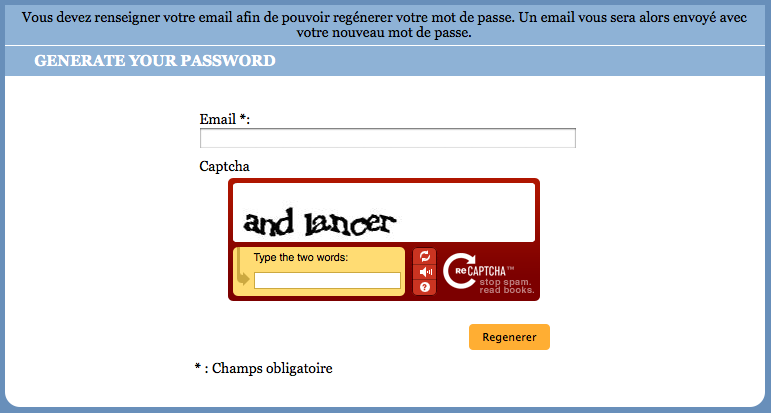 Vous devez renseigner votre email afin de pouvoir regénerer votre mot de passe. Un email vous sera alors envoyé avec
votre nouveau mot de passe.
GENERATE YOUR PASSWORD
Email *:
Captcha
and lancer
Type the two words:
?
ReCAPTCHA™
stop spam.
read books.
Regenerer
* : Champs obligatoire